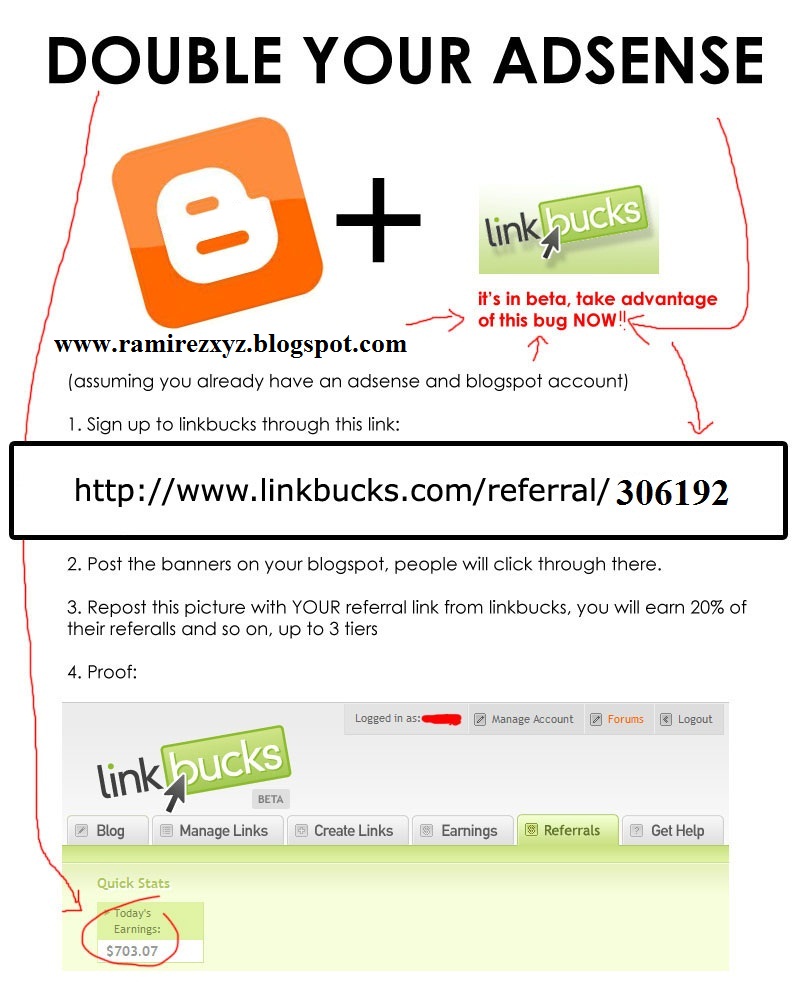 DOUBLE YOUR ADSENSE
+
linkbucks
it's in beta, take advantage
of this bug NOW!!
www.ramirezxyz.blogspot.com
(assuming you already have an adsense and blogspot account)
1. Sign up to linkbucks through this link:
http://www.linkbucks.com/referral/ 306192
2. Post the banners on your blogspot, people will click through there.
3. Repost this picture with YOUR referral link from linkbucks, you will earn 20% of
their referalls and so on, up to 3 tiers
4. Proof:
Logged in as: Manage Account Forums Logout
linkbucks
BETA
Blog Manage Links Create Links Earnings Referrals Get Help
Quick Stats
Today's
Earnings:
$703.07